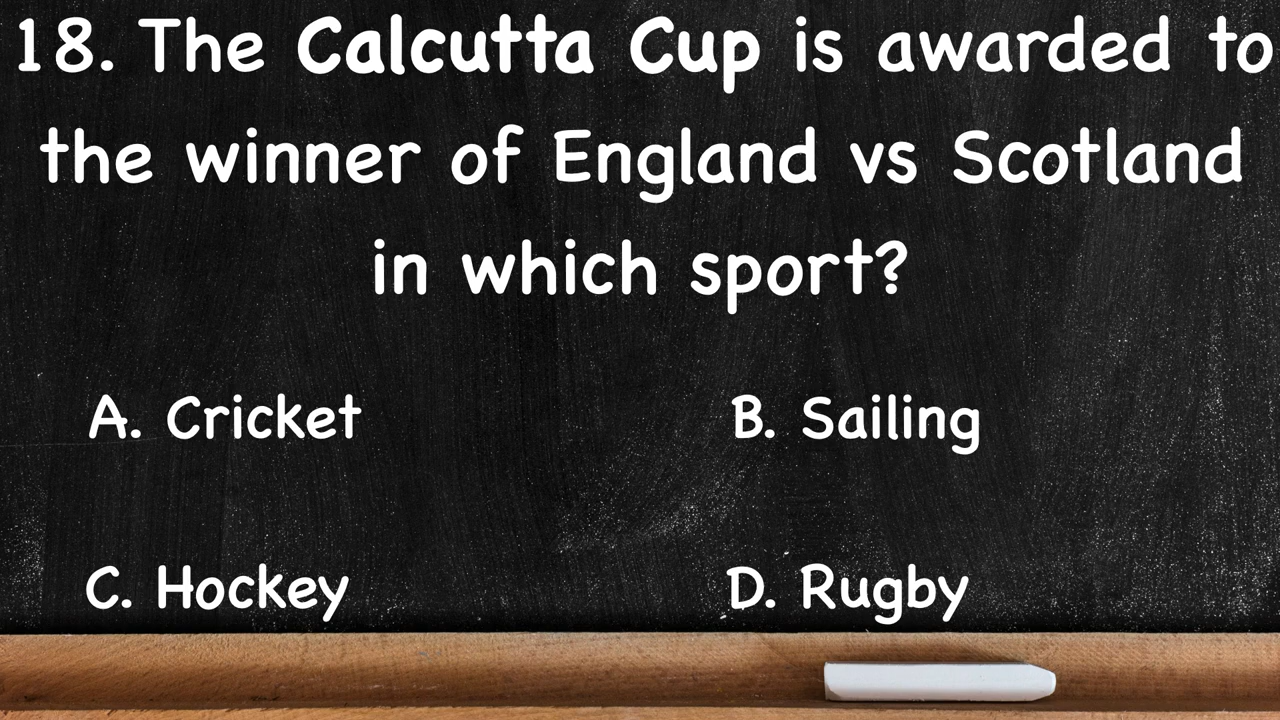 18. The Calcutta Cup is awarded to
the winner of England vs Scotland
in which sport?
A. Cricket
B. Sailing
C. Hockey
D. Rugby